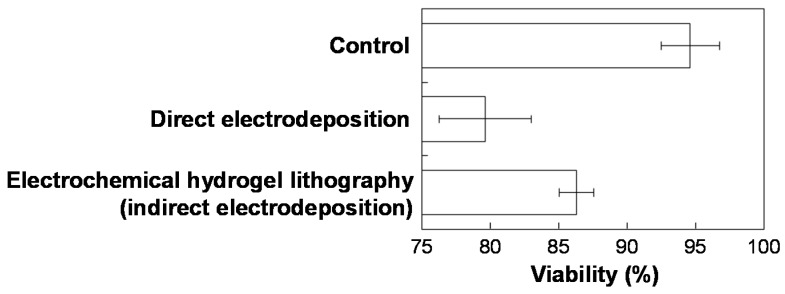 Control
Direct electrodeposition
Electrochemical hydrogel lithography
(indirect electrodeposition)
75 80 85 90 95 100
Viability (%)